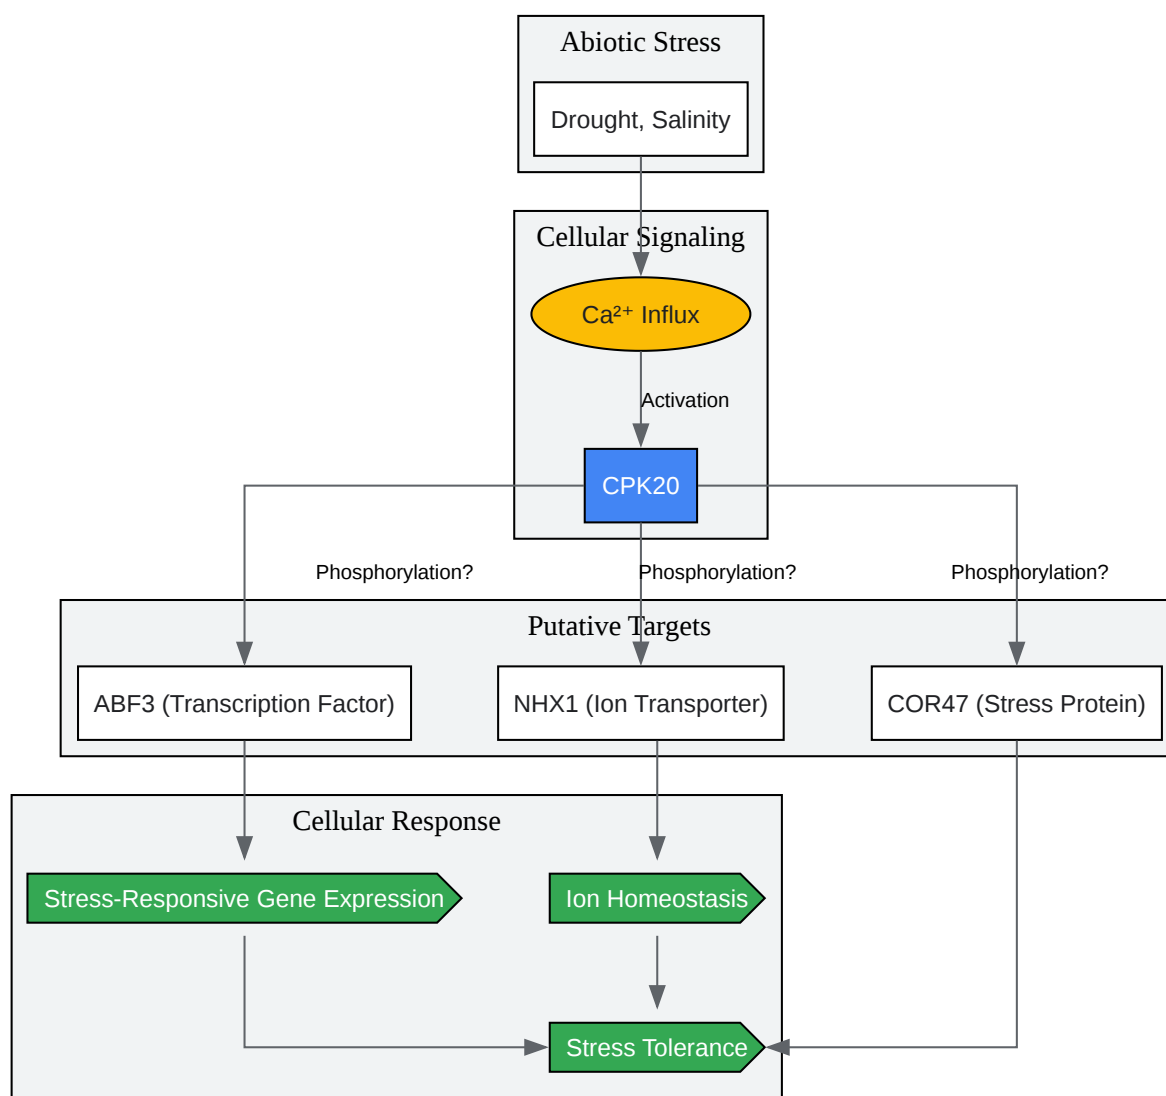 Abiotic Stress
Drought, Salinity
Cellular Signaling
Ca²⁺ Influx
Activation
CPK20
Phosphorylation?
Phosphorylation?
Phosphorylation?
Putative Targets
ABF3 (Transcription Factor)
NHX1 (Ion Transporter)
COR47 (Stress Protein)
Cellular Response
Stress-Responsive Gene Expression
Ion Homeostasis
Stress Tolerance